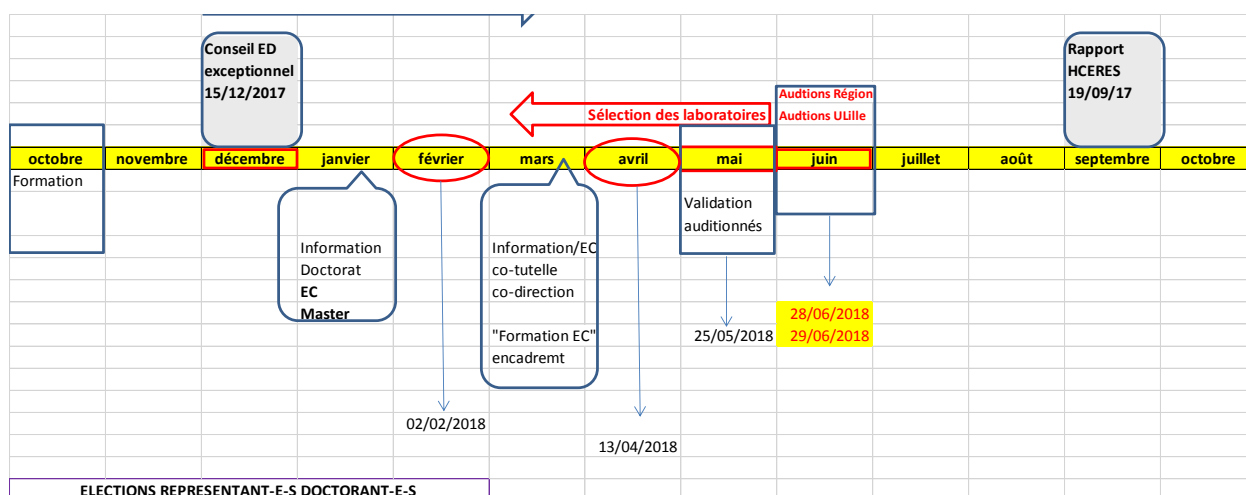 Conseil ED
exceptionnel
15/12/2017
Rapport
HCERES
19/09/17
Sélection des laboratoires
Audtions Région
Audtions ULille
octobre novembre décembre janvier février mars avril mai juin juillet août septembre octobre
Formation
Information
Doctorat
EC
Master
Information/EC
co-tutelle
co-direction
"Formation EC"
encadremt
Validation
auditionnés
25/05/2018
28/06/2018
29/06/2018
02/02/2018
13/04/2018
ELECTIONS REPRESENTANT-E-S DOCTORANT-E-S